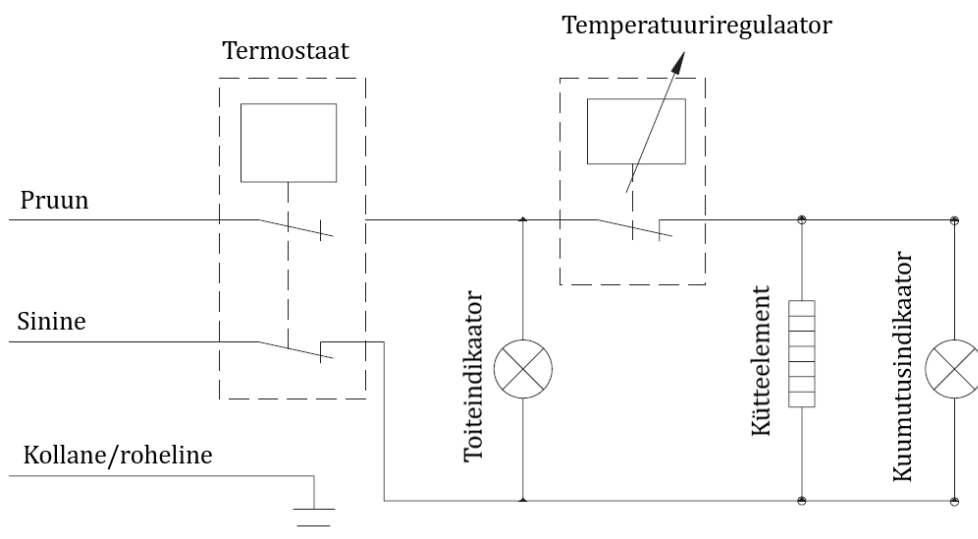 Temperatuuriregulaator
Termostaat
Pruun
Sinine
Kollane/roheline
Toiteindikaator
Kütteelement
Kuumutusindikaator